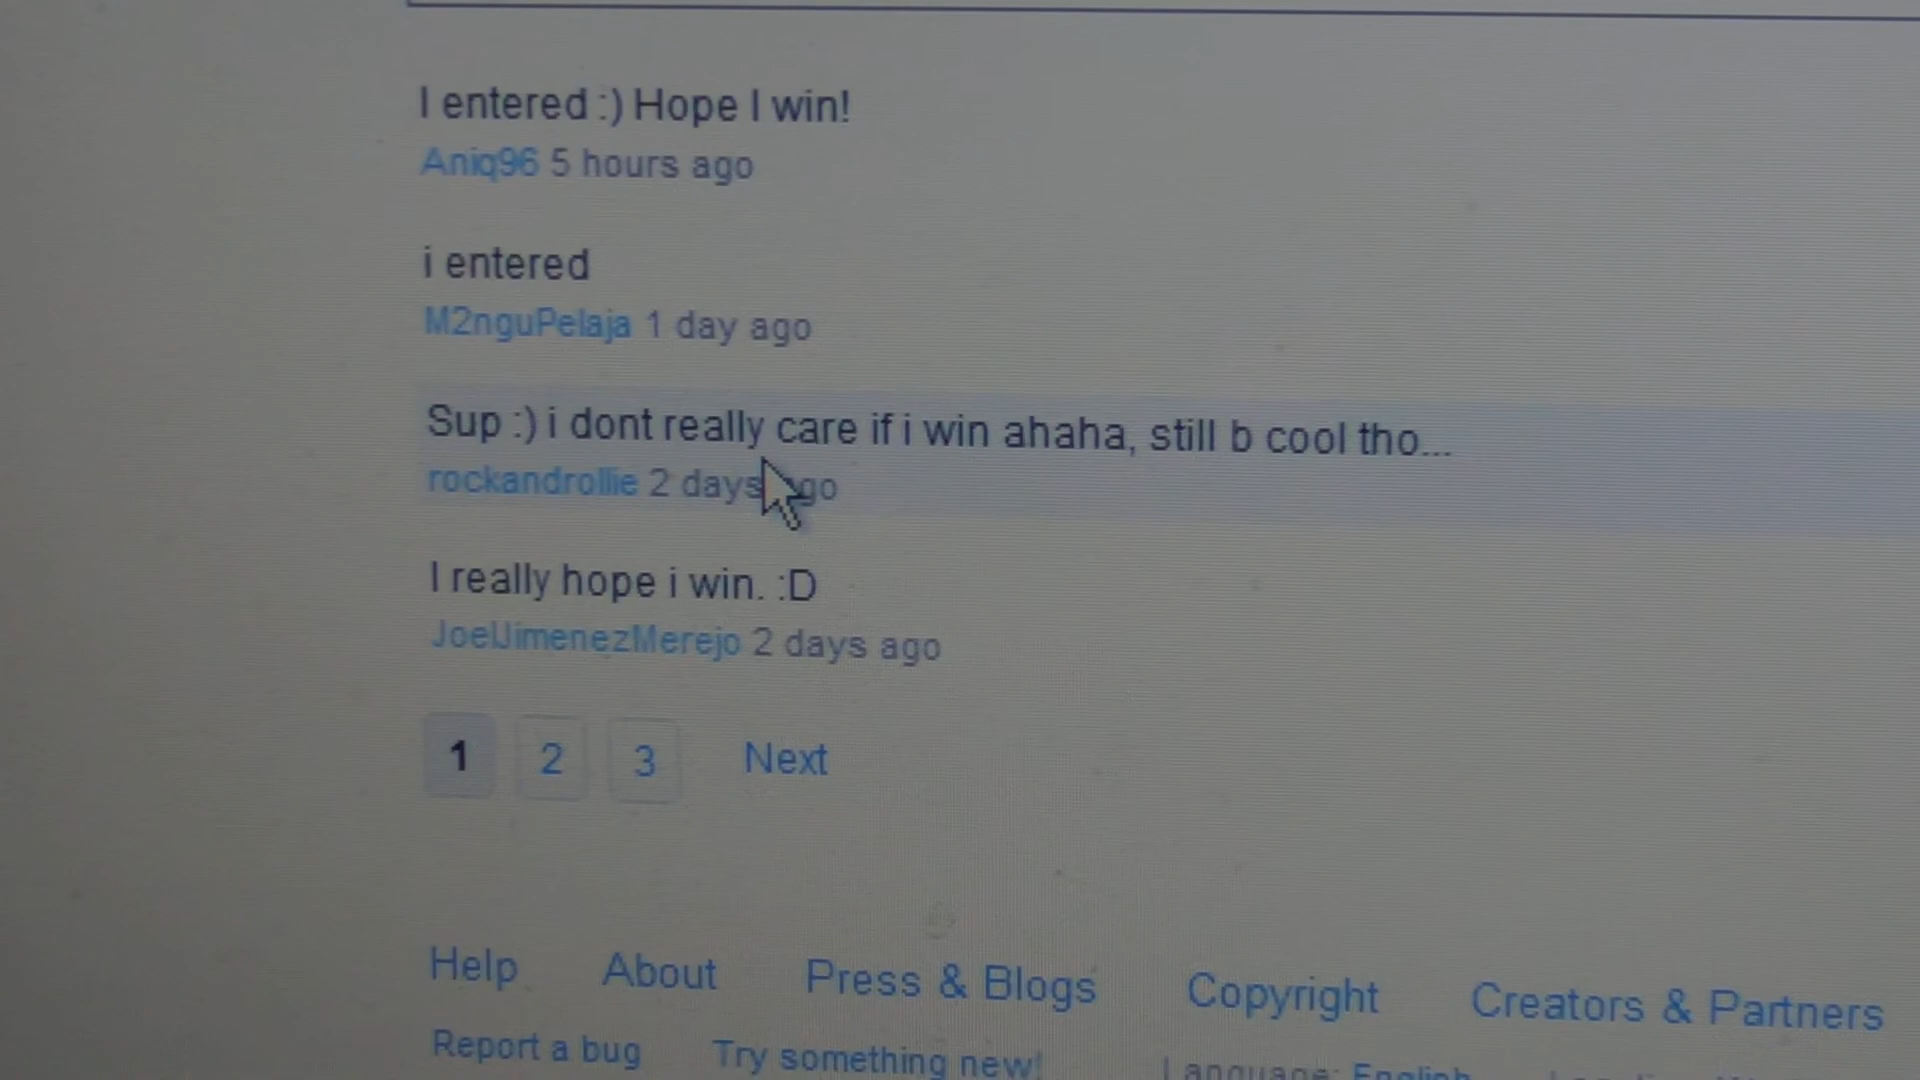 I entered :) Hope I win!
Aniq96 5 hours ago
i entered
M2nguPelaja 1 day ago
Sup :) i dont really care if i win ahaha, still b cool tho...
rockandrollie 2 days ago
I really hope i win. :D
JoelJimenezMerejo 2 days ago
1 2 3 Next
Help About Press & Blogs Copyright Creators & Partners
Report a bug Try something new! Language: English